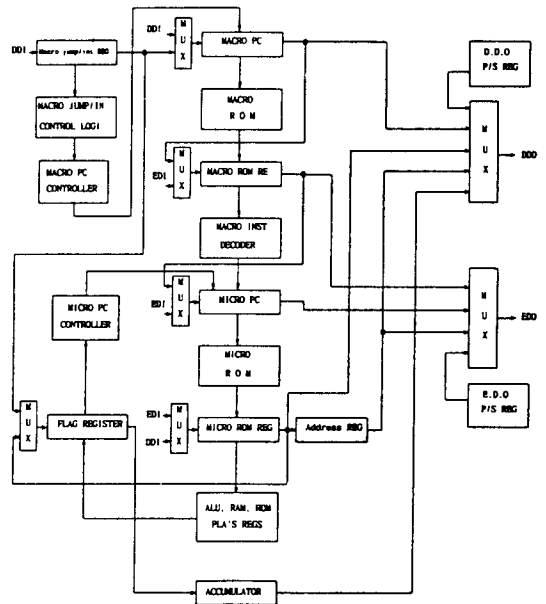 DDI
Macro jump/int REG
DDI
M
U
X
MACRO PC
D.D.O
P/S REG
MACRO JUMP/IN
CONTROL LOGI
MACRO
R O M
M
U
X
DDO
MACRO PC
CONTROLLER
EDI
M
U
X
MACRO ROM RE
MACRO INST
DECODER
MICRO PC
CONTROLLER
EDI
M
U
X
MICRO PC
M
U
X
EDO
MICRO
R O M
M
U
X
FLAG REGISTER
EDI
DDI
M
U
X
MICRO ROM REG
Address REG
E.D.O
P/S REG
ALU, RAM, ROM
PLA'S REGS
ACCUMULATOR